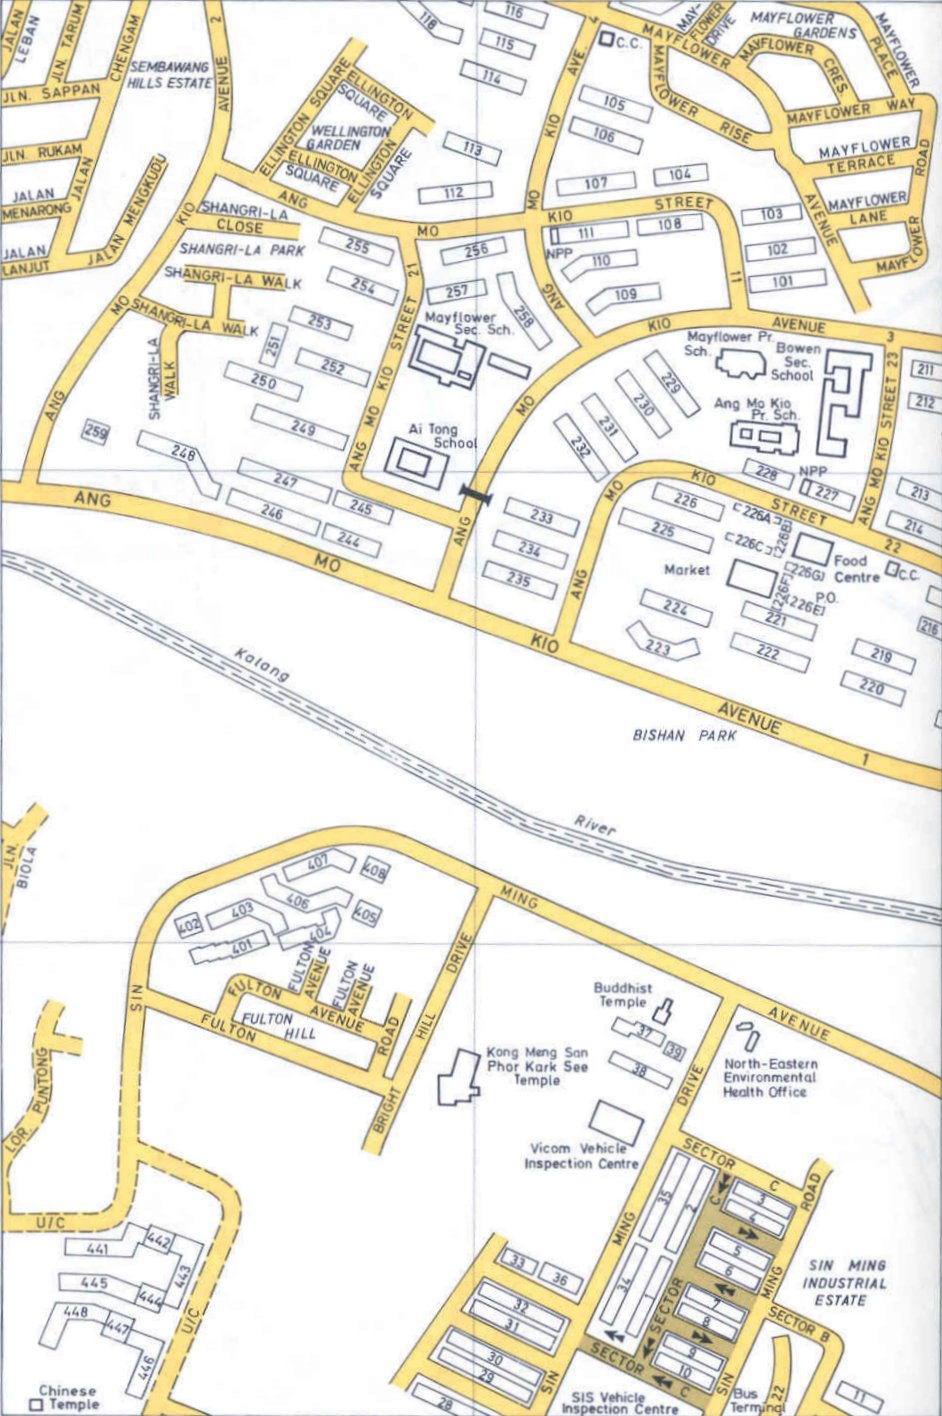 JALAN
LEBAN
JLN. TARUM
CHENGAM
2
AVENUE
SEMBAWANG
HILLS ESTATE
JLN. SAPPAN
JLN. RUKAM
JALAN
JALAN
MENARONG
JALAN MENGKUDU
JALAN
LANJUT
118
116
115
114
113
112
ELLINGTON SQUARE
ELLINGTON
SQUARE
WELLINGTON
GARDEN
ELLINGTON
SQUARE
ELLINGTON
SQUARE
4
AVE.
KIO
MO
C.C.
MAYFLOWER
MAY-
FLOWER
DRIVE
MAYFLOWER
GARDENS
MAYFLOWER
PLACE
MAYFLOWER
CRES
MAYFLOWER WAY
MAYFLOWER RISE
MAYFLOWER
TERRACE
MAYFLOWER
LANE
MAYFLOWER
ROAD
AVENUE
105
106
107
104
103
102
101
108
111
110
109
NPP
ANG
MO
KIO
STREET
11
SHANGRI-LA
CLOSE
SHANGRI-LA PARK
SHANGRI-LA WALK
SHANGRI-LA WALK
SHANGRI-LA
WALK
KIO
MO
ANG
255
254
253
251
252
250
249
259
248
247
246
245
244
256
257
258
ANG MO KIO STREET 21
Mayflower
Sec. Sch.
Ai Tong
School
ANG
ANG
MO
KIO
AVENUE
3
229
230
231
232
233
234
235
Mayflower Pr.
Sch.
Bowen
Sec.
School
Ang Mo Kio
Pr. Sch.
ANG MO KIO STREET 23
211
212
213
214
216
228
NPP
227
ANG
MO
KIO
STREET
22
226
225
226A
226B
226C
226G
226F
226E
Food
Centre
C.C.
P.O.
Market
224
223
221
222
219
220
ANG
MO
KIO
AVENUE
1
BISHAN PARK
Kalang
River
JLN.
BIOLA
407
408
406
405
403
402
404
401
SIN
MING
AVENUE
FULTON
FULTON
AVENUE
FULTON
AVENUE
AVENUE
FULTON
HILL
FULTON
ROAD
BRIGHT
HILL
DRIVE
LOR PUNTONG
U/C
U/C
Buddhist
Temple
37
39
38
Kong Meng San
Phor Kark See
Temple
North-Eastern
Environmental
Health Office
Vicom Vehicle
Inspection Centre
SIN
MING
DRIVE
SECTOR
C
C
SECTOR
SECTOR
C
35
2
34
1
3
4
5
6
7
8
9
10
SIN
MING
ROAD
SIN MING
INDUSTRIAL
ESTATE
SECTOR B
33
36
32
31
30
29
28
441
442
443
445
444
448
447
446
Chinese
Temple
SIS Vehicle
Inspection Centre
Bus
Terminal
22
11